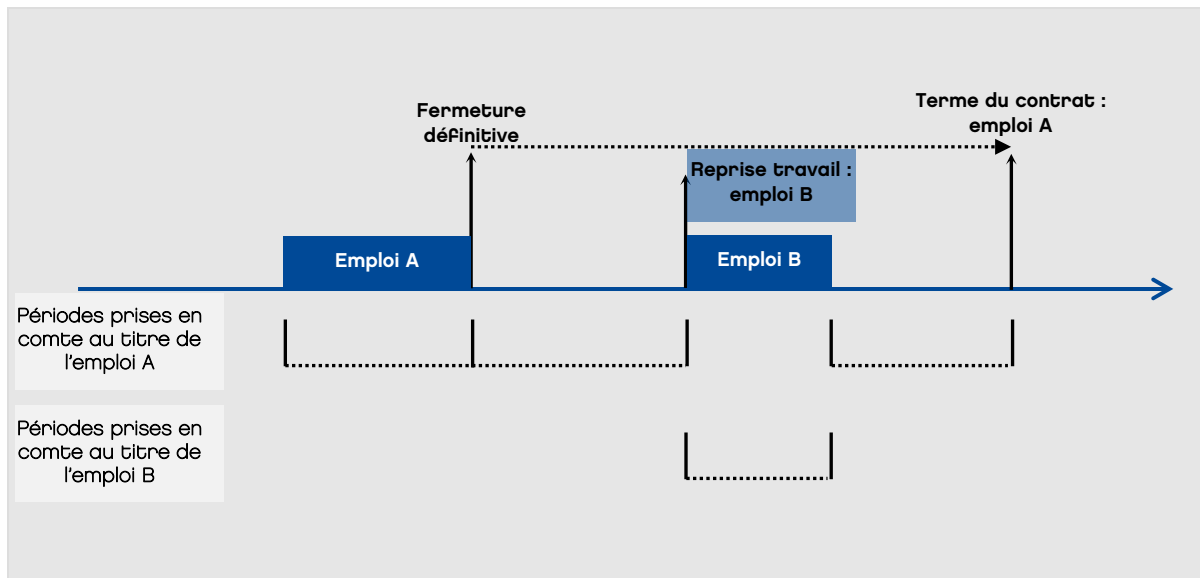 Fermeture
définitive
Terme du contrat :
emploi A
Reprise travail :
emploi B
Emploi A
Emploi B
Périodes prises en
comte au titre de
l'emploi A
Périodes prises en
comte au titre de
l'emploi B